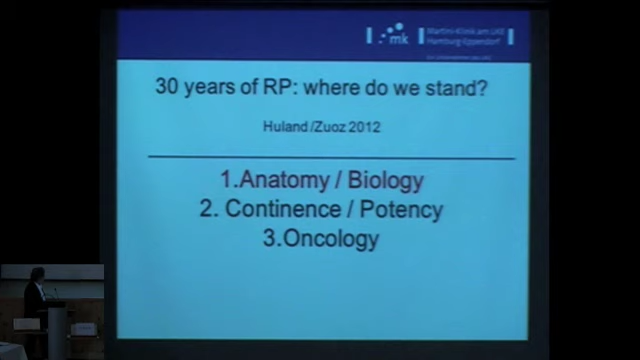 mk
Martini-Klinik am UKE
Hamburg-Eppendorf
30 years of RP: where do we stand?
Huland /Zuoz 2012
1.Anatomy / Biology
2. Continence / Potency
3.Oncology